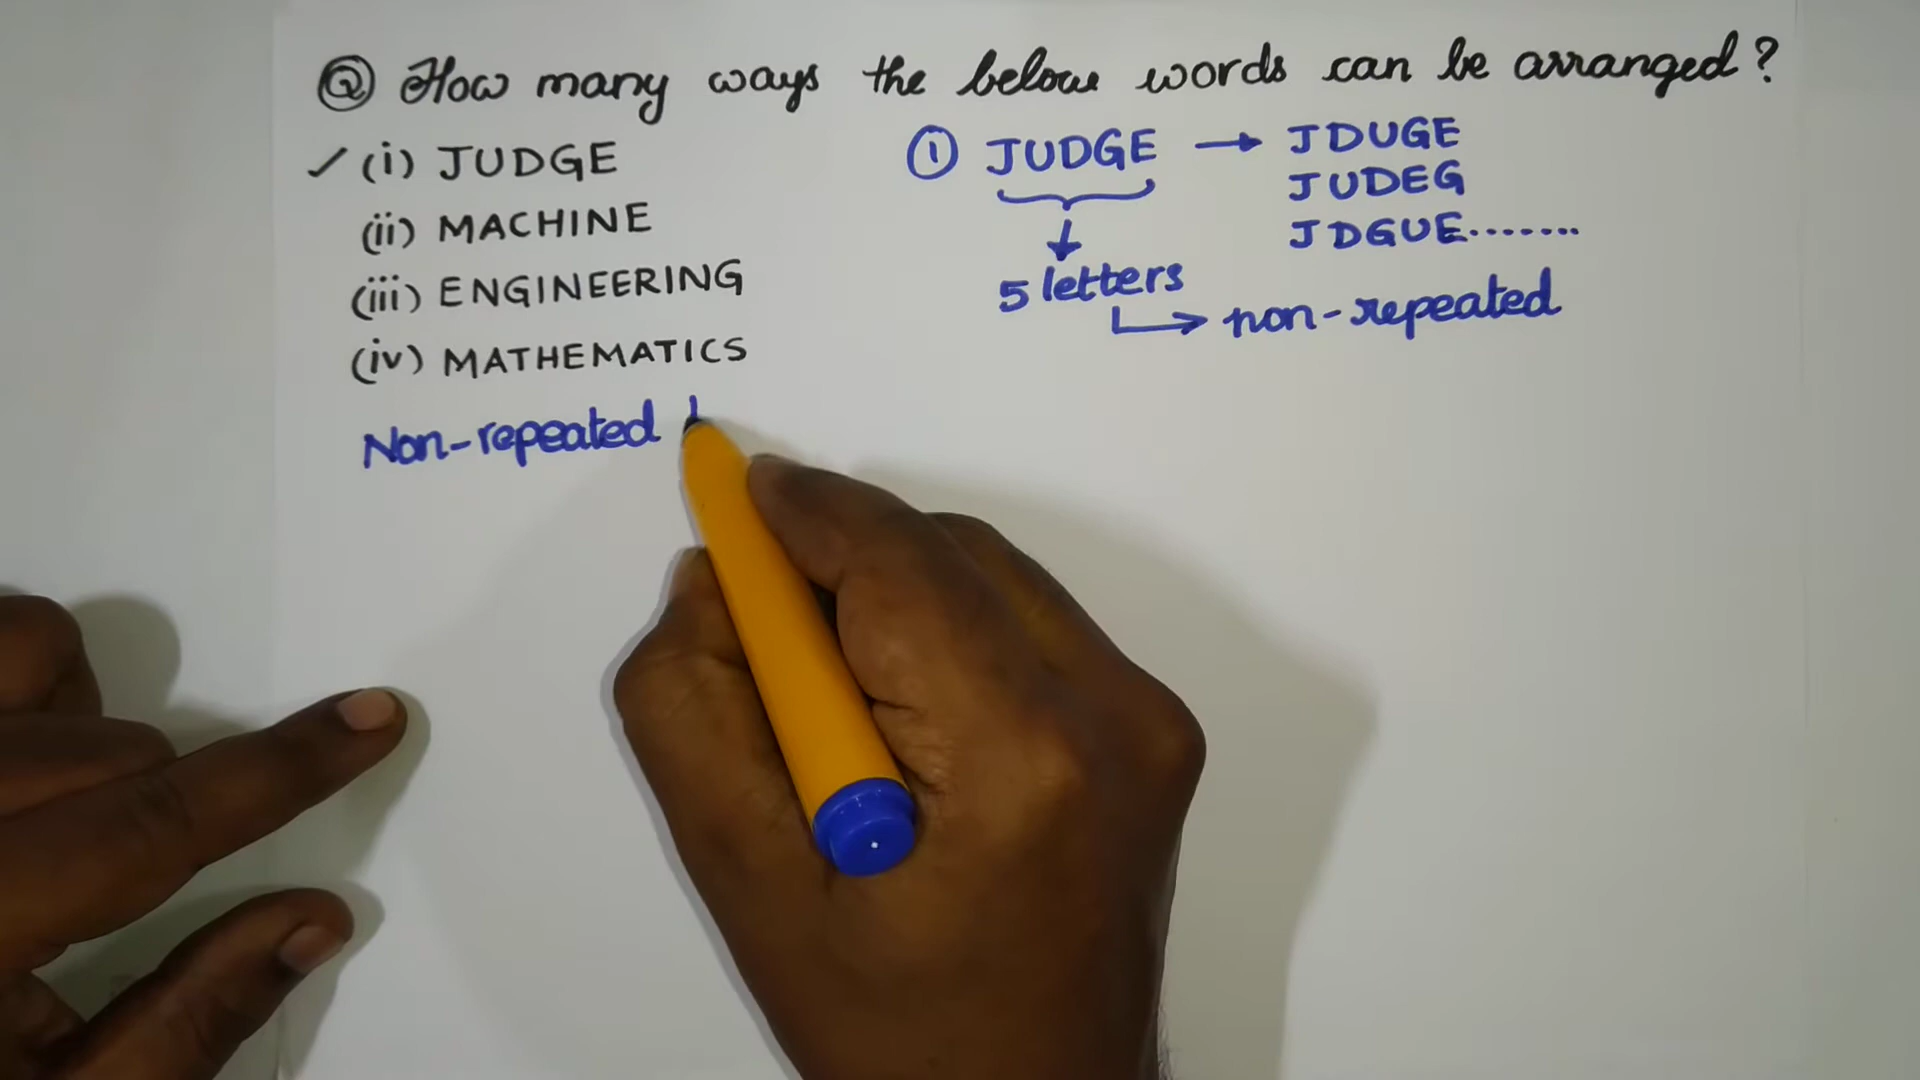 Q How many ways the below words can be arranged?
✓ (i) JUDGE
(ii) MACHINE
(iii) ENGINEERING
(iv) MATHEMATICS
Non-repeated
① JUDGE → JDUGE
JUDEG
JDGUE.......
↓
5 letters
↳ non-repeated